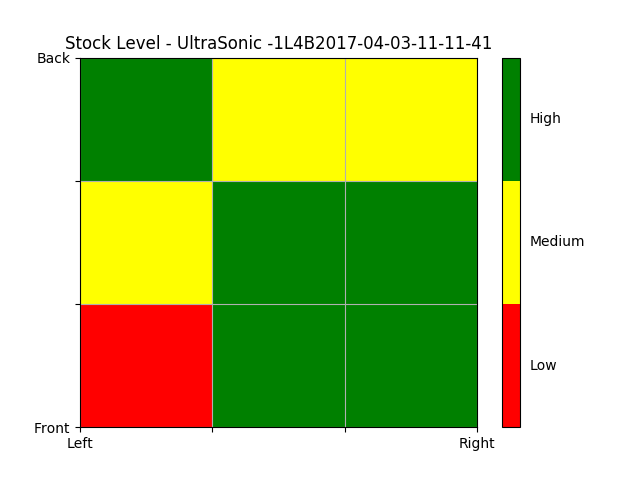 Stock Level - UltraSonic -1L4B2017-04-03-11-11-41
Back
High
Medium
Low
Front
Left
Right